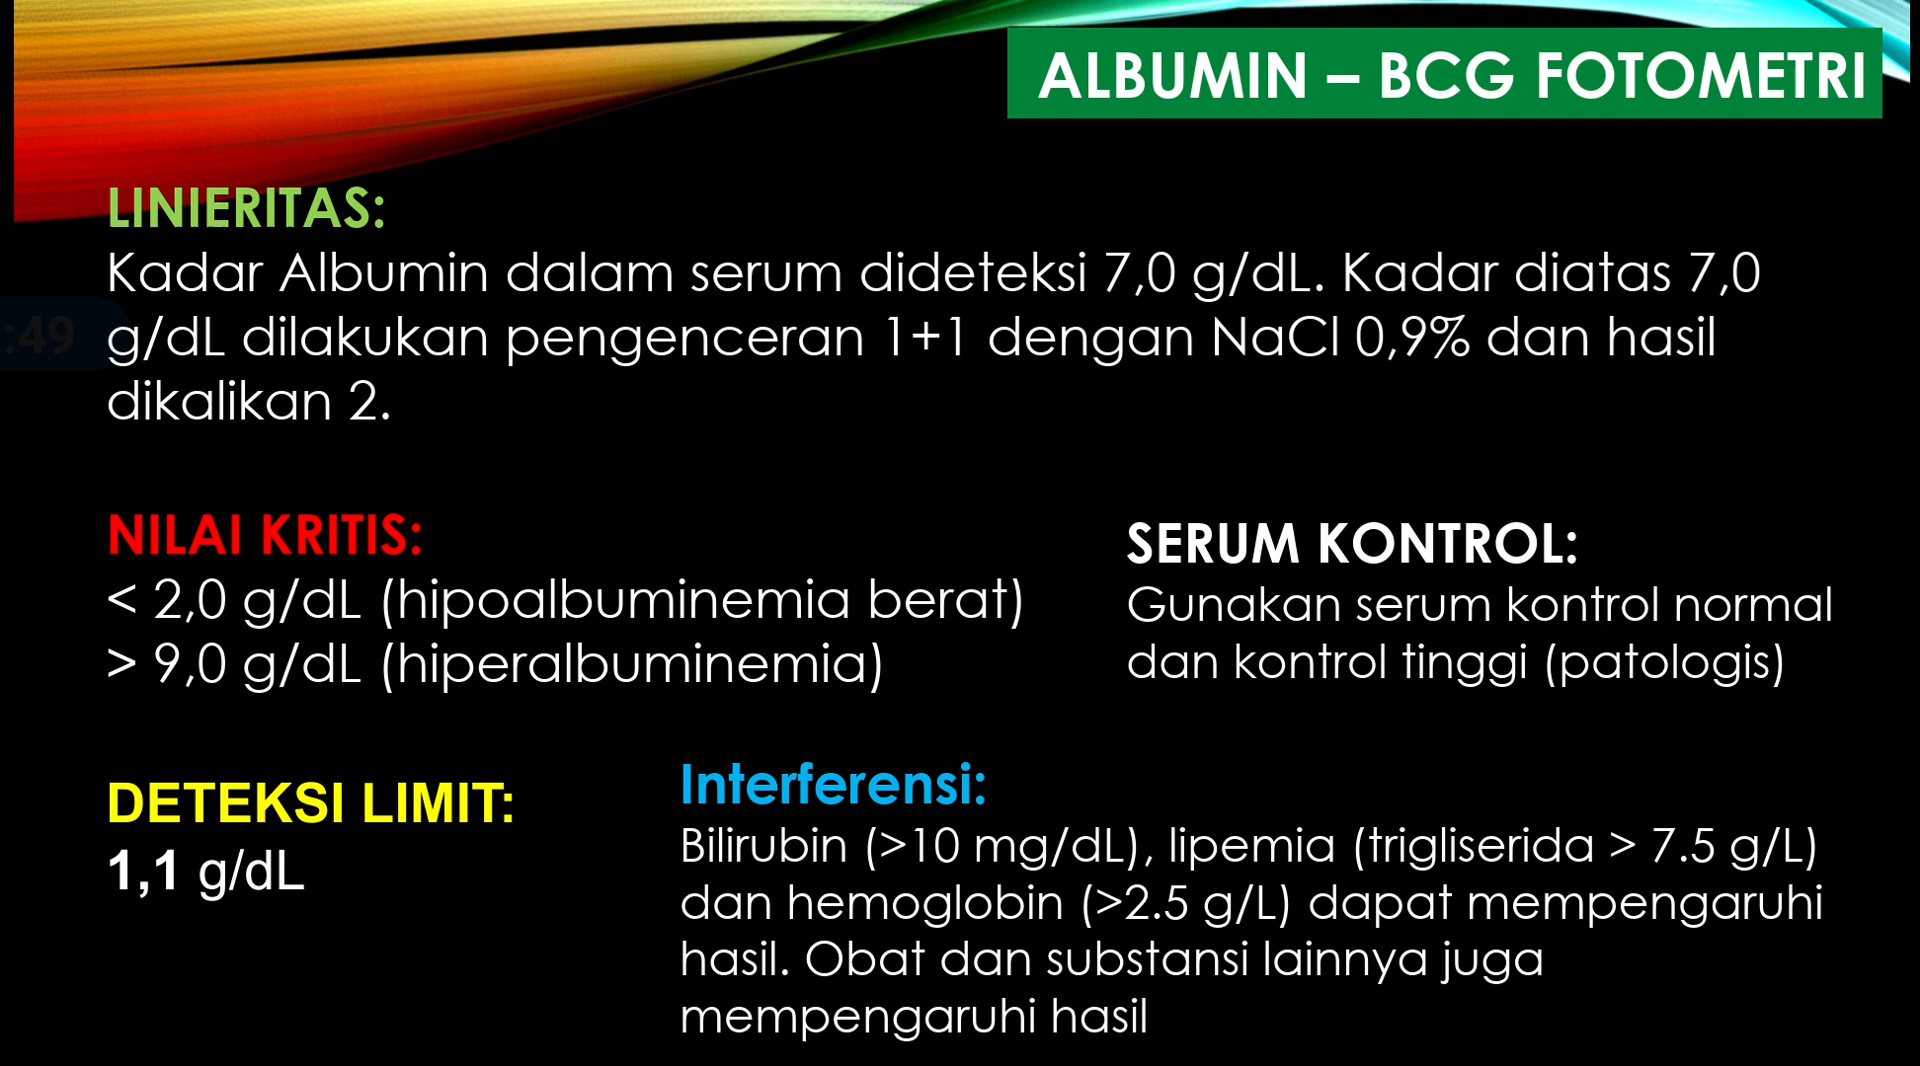 ALBUMIN – BCG FOTOMETRI
LINIERITAS:
Kadar Albumin dalam serum dideteksi 7,0 g/dL. Kadar diatas 7,0
g/dL dilakukan pengenceran 1+1 dengan NaCl 0,9% dan hasil
dikalikan 2.
:49
NILAI KRITIS:
< 2,0 g/dL (hipoalbuminemia berat)
> 9,0 g/dL (hiperalbuminemia)
SERUM KONTROL:
Gunakan serum kontrol normal
dan kontrol tinggi (patologis)
DETEKSI LIMIT:
1,1 g/dL
Interferensi:
Bilirubin (>10 mg/dL), lipemia (trigliserida > 7.5 g/L)
dan hemoglobin (>2.5 g/L) dapat mempengaruhi
hasil. Obat dan substansi lainnya juga
mempengaruhi hasil